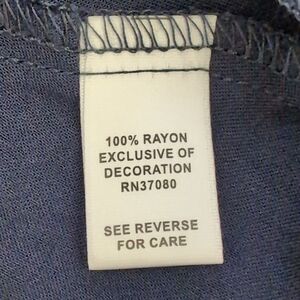 100% RAYON
EXCLUSIVE OF
DECORATION
RN37080
SEE REVERSE
FOR CARE